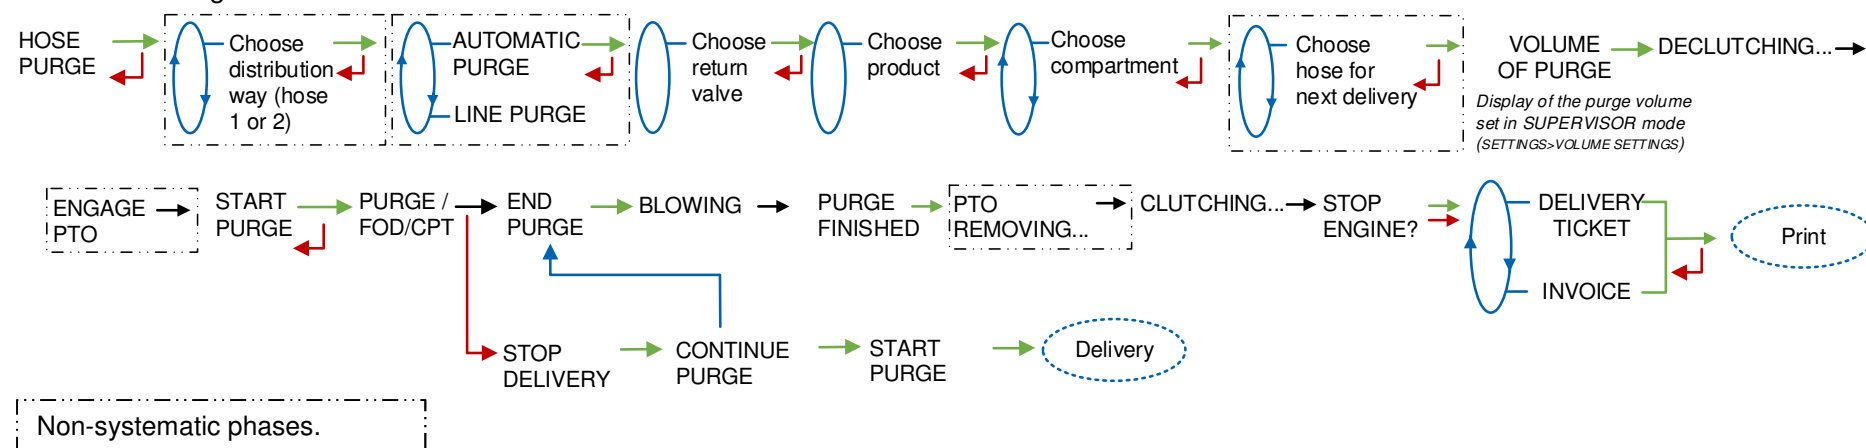 HOSE
PURGE
Choose
distribution
way (hose
1 or 2)
AUTOMATIC
PURGE
LINE PURGE
Choose
return
valve
Choose
product
Choose
compartment
Choose
hose for
next delivery
VOLUME
OF PURGE
Display of the purge volume
set in SUPERVISOR mode
(SETTINGS>VOLUME SETTINGS)
DECLUTCHING...
ENGAGE
PTO
START
PURGE
PURGE /
FOD/CPT
END
PURGE
BLOWING
PURGE
FINISHED
PTO
REMOVING...
CLUTCHING...
STOP
ENGINE?
DELIVERY
TICKET
INVOICE
Print
STOP
DELIVERY
CONTINUE
PURGE
START
PURGE
Delivery
Non-systematic phases.